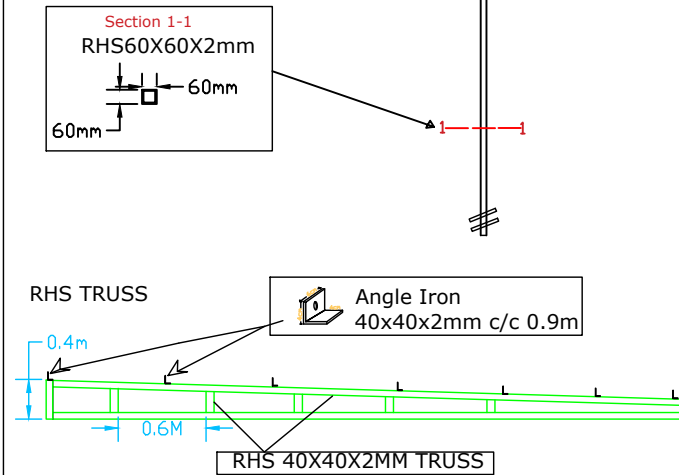 Section 1-1
RHS60X60X2mm
60mm
60mm
1 1
RHS TRUSS
Angle Iron
40x40x2mm c/c 0.9m
0.4m
0.6M
RHS 40X40X2MM TRUSS